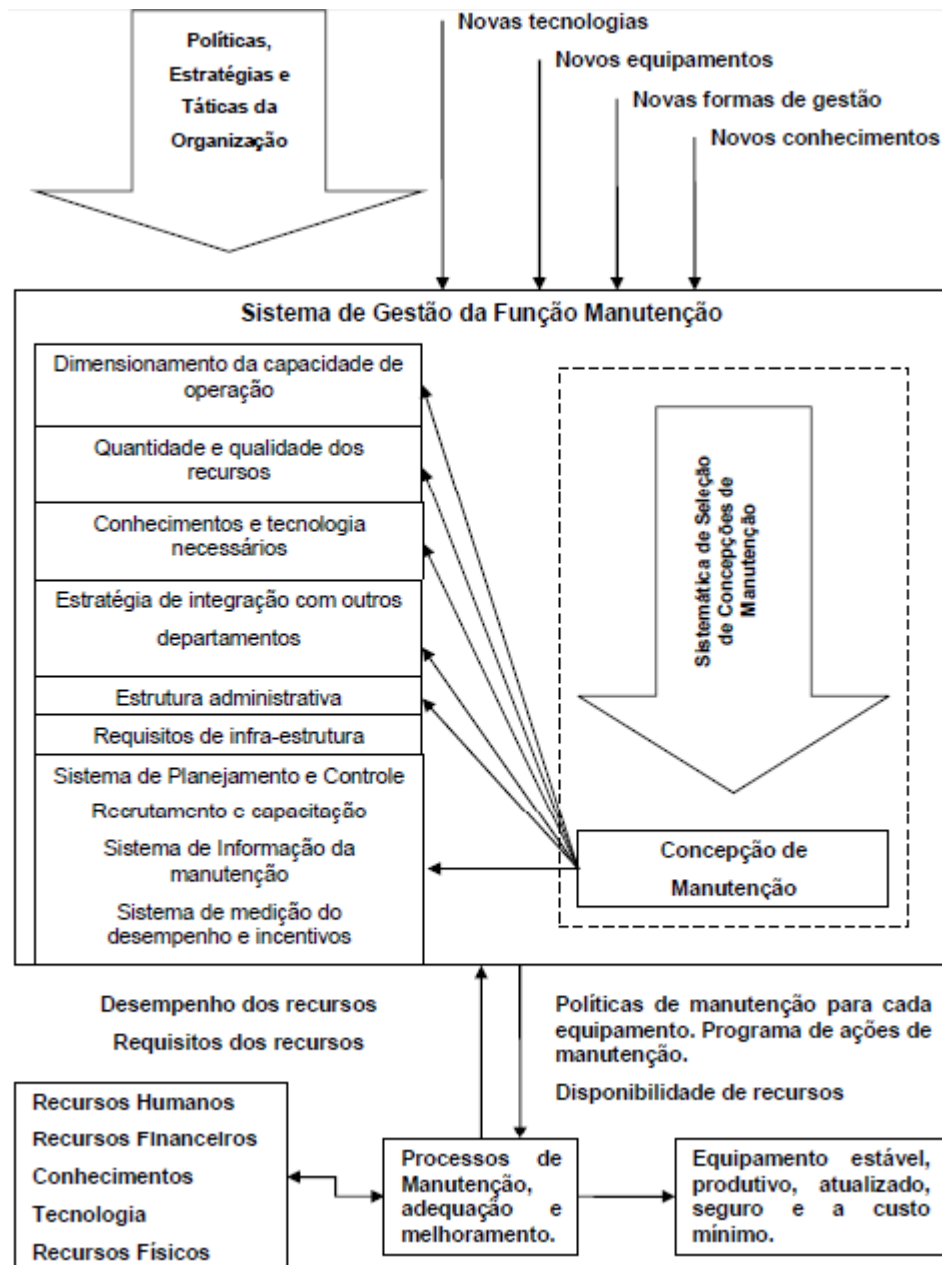 Políticas,
Estratégias e
Táticas da
Organização
Novas tecnologias
Novos equipamentos
Novas formas de gestão
Novos conhecimentos
Sistema de Gestão da Função Manutenção
Dimensionamento da capacidade de
operação
Quantidade e qualidade dos
recursos
Conhecimentos e tecnologia
necessários
Estratégia de integração com outros
departamentos
Estrutura administrativa
Requisitos de infra-estrutura
Sistema de Planejamento e Controle
Recrutamento e capacitação
Sistema de Informação da
manutenção
Sistema de medição do
desempenho e incentivos
Sistemática de Seleção
de Concepções de
Manutenção
Concepção de
Manutenção
Desempenho dos recursos
Requisitos dos recursos
Políticas de manutenção para cada
equipamento. Programa de ações de
manutenção.
Disponibilidade de recursos
Recursos Humanos
Recursos Financeiros
Conhecimentos
Tecnologia
Recursos Físicos
Processos de
Manutenção,
adequação e
melhoramento.
Equipamento estável,
produtivo, atualizado,
seguro e a custo
mínimo.